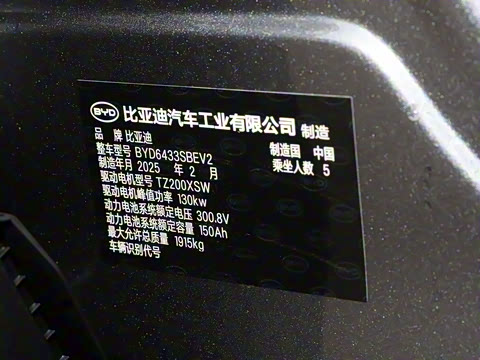 BYD 比亚迪汽车工业有限公司 制造
品 牌 比亚迪 制造国 中国
整车型号 BYD6433SBEV2 乘坐人数 5
制造年月 2025 年 2 月
驱动电机型号 TZ200XSW
驱动电机峰值功率 130kw
动力电池系统额定电压 300.8V
动力电池系统额定容量 150Ah
最大允许总质量 1915kg
车辆识别代号